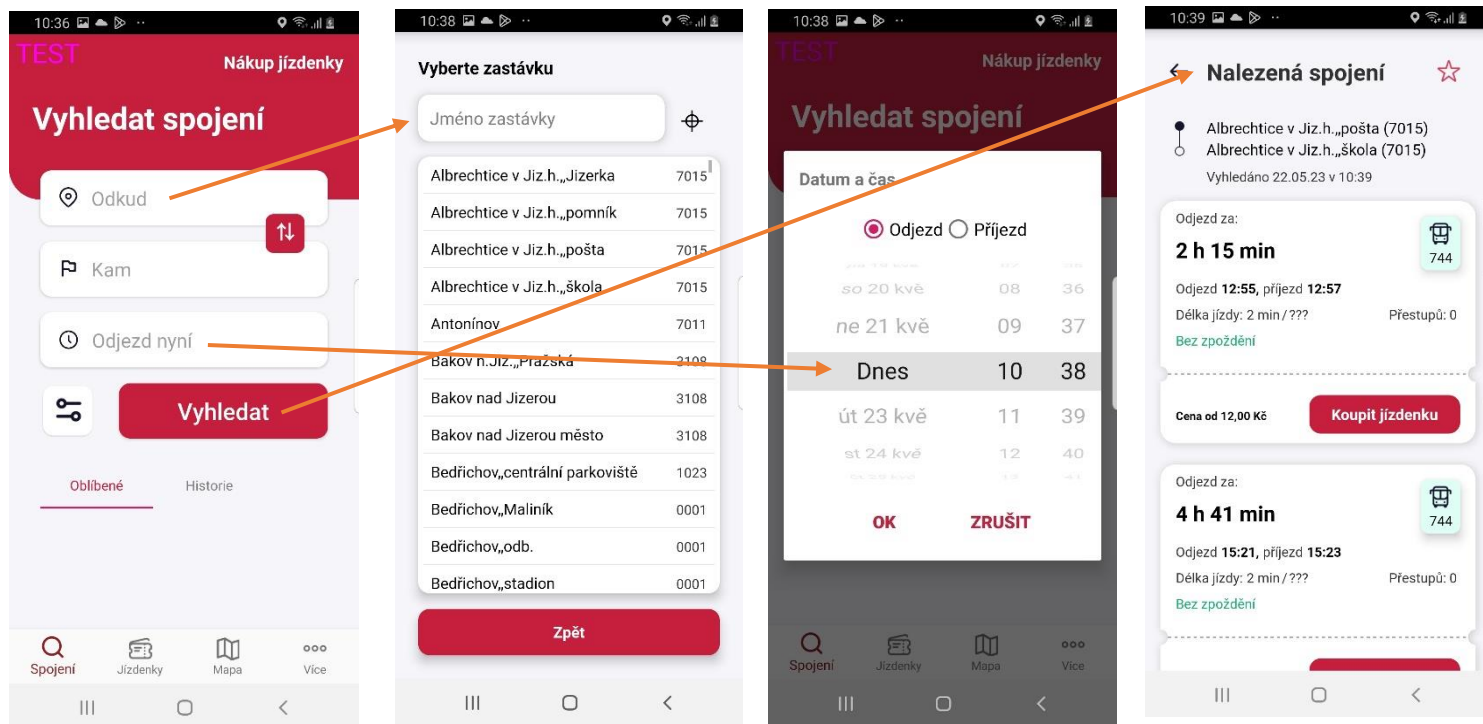 10:36
TEST
Nákup jízdenky
Vyhledat spojení
Odkud
Kam
Odjezd nyní
Vyhledat
Oblíbené Historie
Spojení Jízdenky Mapa Více
10:38
Vyberte zastávku
Jméno zastávky
Albrechtice v Jiz.h.,,Jizerka 7015
Albrechtice v Jiz.h.,,pomník 7015
Albrechtice v Jiz.h.,,pošta 7015
Albrechtice v Jiz.h.,,škola 7015
Antonínov 7011
Bakov n.Jiz.,,Pražská 3108
Bakov nad Jizerou 3108
Bakov nad Jizerou město 3108
Bedřichov,,centrální parkoviště 1023
Bedřichov,,Maliník 0001
Bedřichov,,odb. 0001
Bedřichov,,stadion 0001
Zpět
10:38
TEST
Nákup jízdenky
Vyhledat spojení
Datum a čas
Odjezd Příjezd
so 20 kvě 08 36
ne 21 kvě 09 37
Dnes 10 38
út 23 kvě 11 39
st 24 kvě 12 40
OK ZRUŠIT
Spojení Jízdenky Mapa Více
10:39
Nalezená spojení
Albrechtice v Jiz.h.,,pošta (7015)
Albrechtice v Jiz.h.,,škola (7015)
Vyhledáno 22.05.23 v 10:39
Odjezd za:
2 h 15 min
744
Odjezd 12:55, příjezd 12:57
Délka jízdy: 2 min / ??? Přestupů: 0
Bez zpoždění
Cena od 12,00 Kč Koupit jízdenku
Odjezd za:
4 h 41 min
744
Odjezd 15:21, příjezd 15:23
Délka jízdy: 2 min / ??? Přestupů: 0
Bez zpoždění